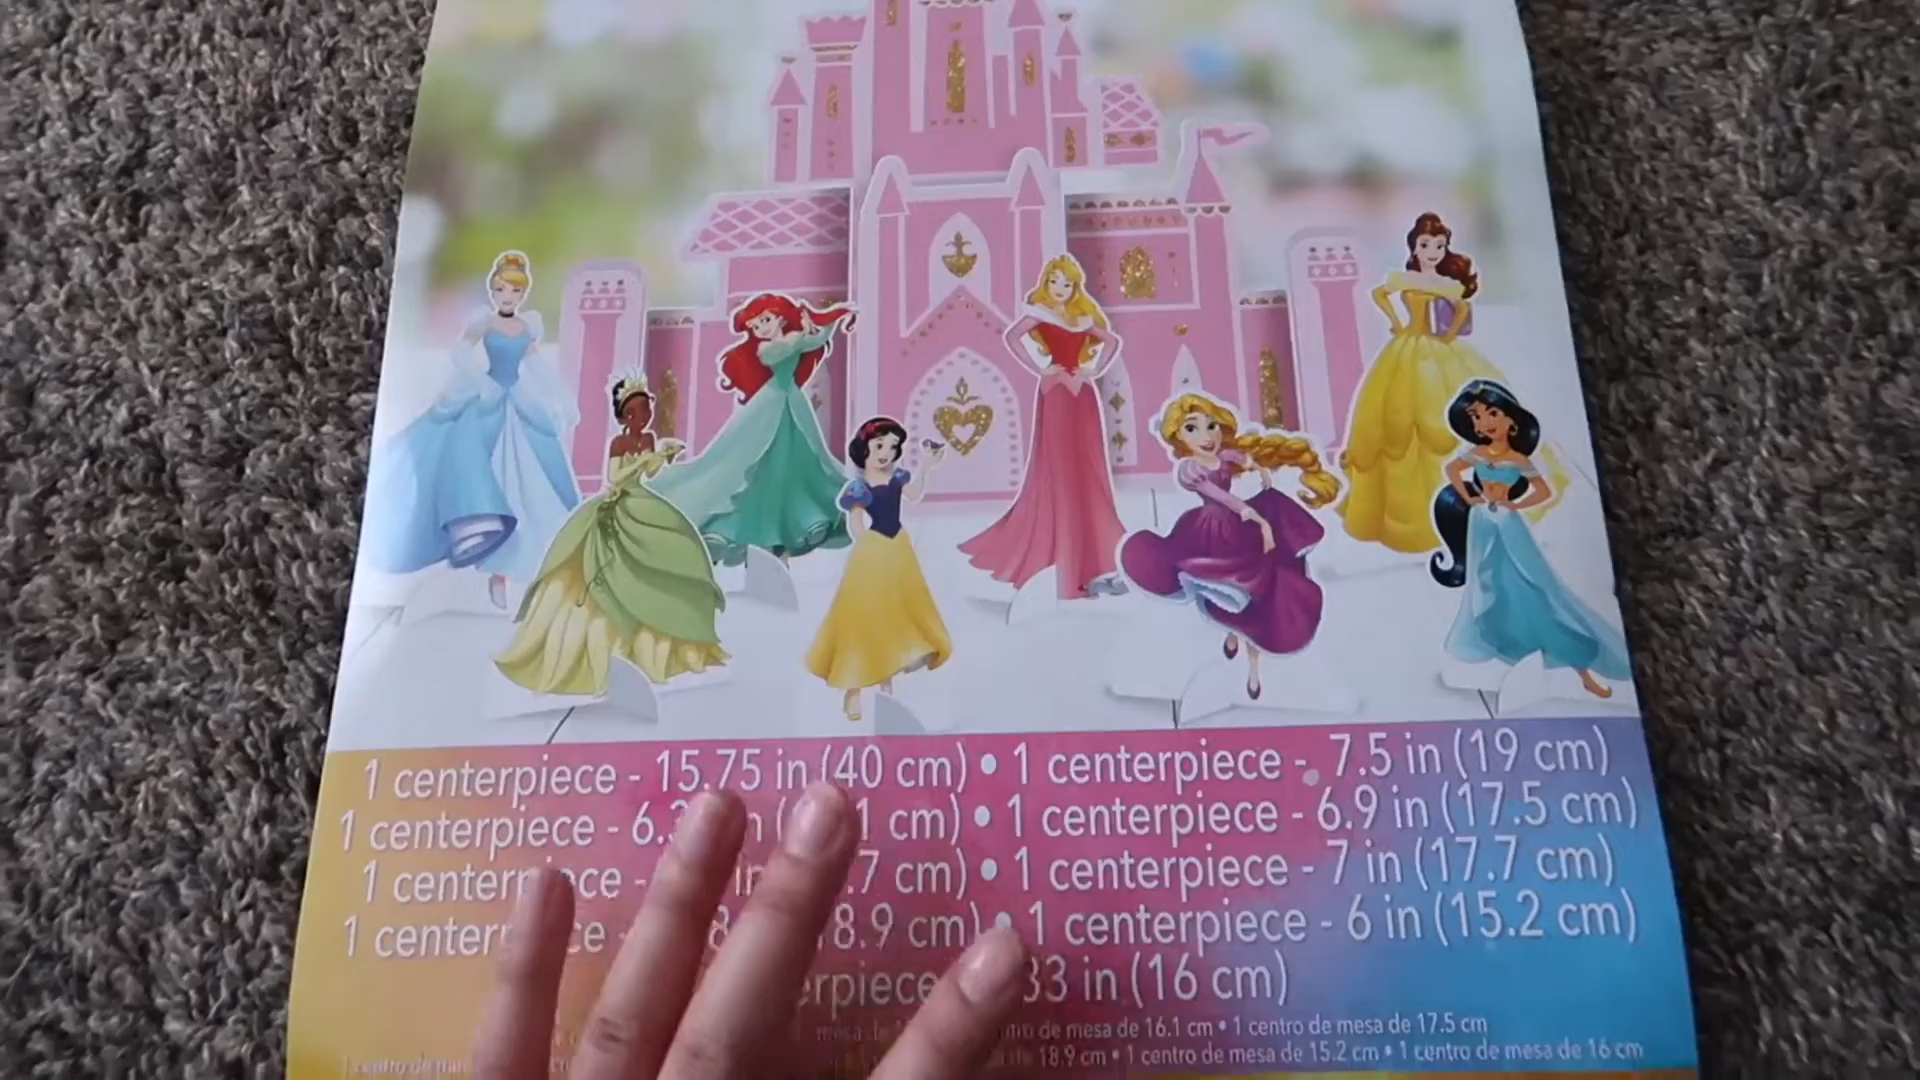 1 centerpiece - 15.75 in (40 cm) • 1 centerpiece - 7.5 in (19 cm)
1 centerpiece - 6.3 1 cm) • 1 centerpiece - 6.9 in (17.5 cm)
1 - .7 cm) • 1 centerpiece - 7 in (17.7 cm)
1 8.9 cm) • 1 centerpiece - 6 in (15.2 cm)
33 in (16 cm)
mesa de de mesa de 16.1 cm • 1 centro de mesa de 17.5 cm
18.9 cm • 1 centro de mesa de 15.2 cm • 1 centro de mesa de 16 cm